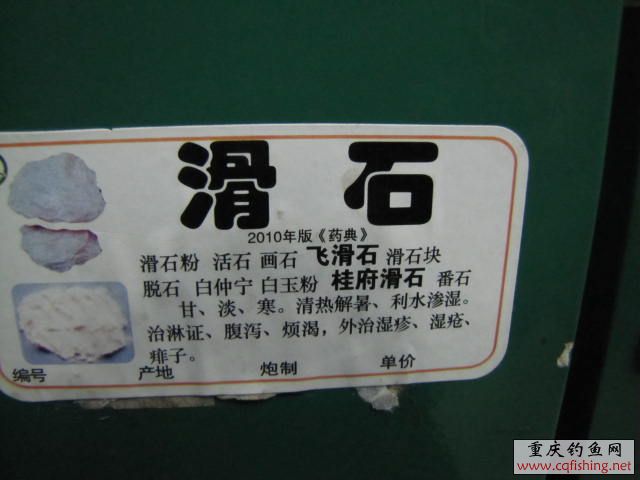 滑石
2010年版《药典》
滑石粉 活石 画石 飞滑石 滑石块
脱石 白仲宁 白玉粉 桂府滑石 番石
甘、淡、寒。清热解暑、利水渗湿。
治淋证、腹泻、烦渴，外治湿疹、湿疮、
痱子。
编号 产地 炮制 单价
重庆钓鱼网
www.cqfishing.net